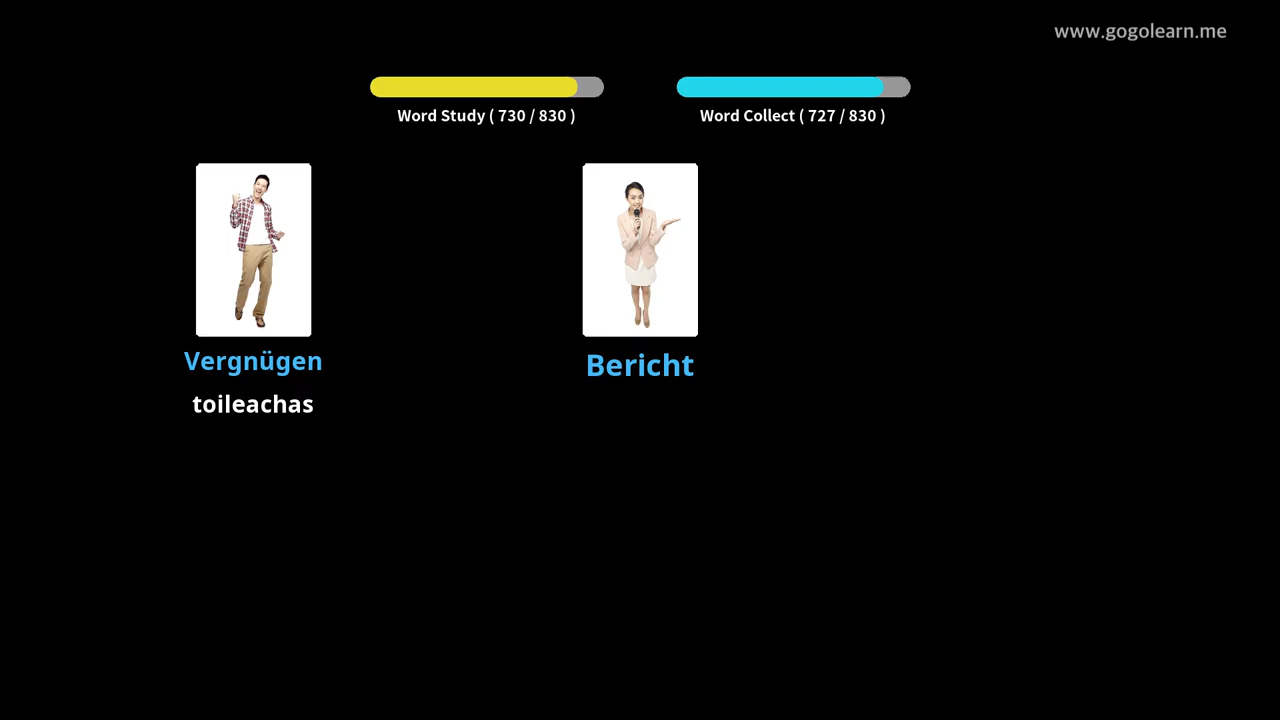 www.gogolearn.me
Word Study ( 730 / 830 )
Word Collect ( 727 / 830 )
Vergnügen
toileachas
Bericht